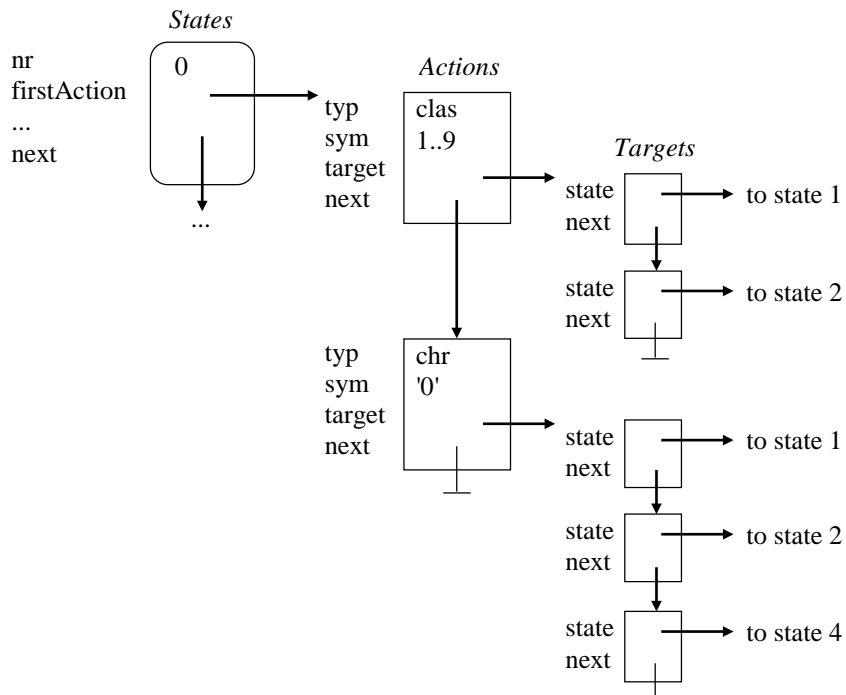 States
nr
firstAction
...
next
0
...
Actions
typ
sym
target
next
clas
1..9
Targets
state
next
to state 1
state
next
to state 2
typ
sym
target
next
chr
'0'
state
next
to state 1
state
next
to state 2
state
next
to state 4